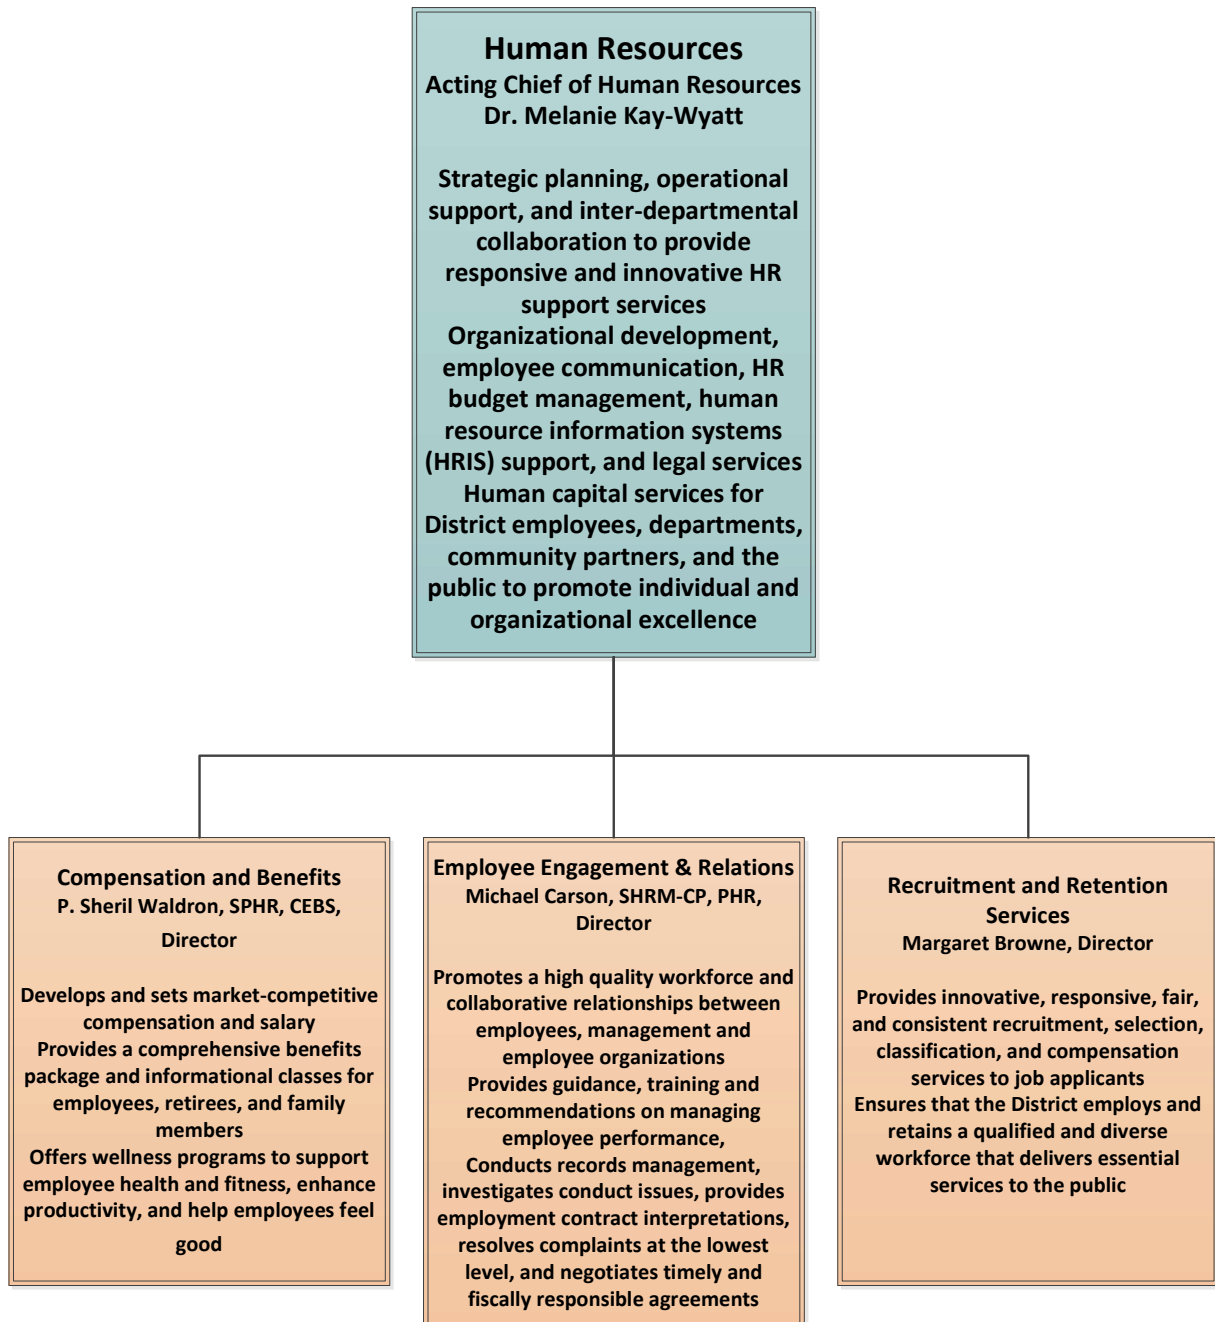 Human Resources
Acting Chief of Human Resources
Dr. Melanie Kay-Wyatt
Strategic planning, operational
support, and inter-departmental
collaboration to provide
responsive and innovative HR
support services
Organizational development,
employee communication, HR
budget management, human
resource information systems
(HRIS) support, and legal services
Human capital services for
District employees, departments,
community partners, and the
public to promote individual and
organizational excellence
Compensation and Benefits
P. Sheril Waldron, SPHR, CEBS,
Director
Develops and sets market-competitive
compensation and salary
Provides a comprehensive benefits
package and informational classes for
employees, retirees, and family
members
Offers wellness programs to support
employee health and fitness, enhance
productivity, and help employees feel
good
Employee Engagement & Relations
Michael Carson, SHRM-CP, PHR,
Director
Promotes a high quality workforce and
collaborative relationships between
employees, management and
employee organizations
Provides guidance, training and
recommendations on managing
employee performance,
Conducts records management,
investigates conduct issues, provides
employment contract interpretations,
resolves complaints at the lowest
level, and negotiates timely and
fiscally responsible agreements
Recruitment and Retention
Services
Margaret Browne, Director
Provides innovative, responsive, fair,
and consistent recruitment, selection,
classification, and compensation
services to job applicants
Ensures that the District employs and
retains a qualified and diverse
workforce that delivers essential
services to the public